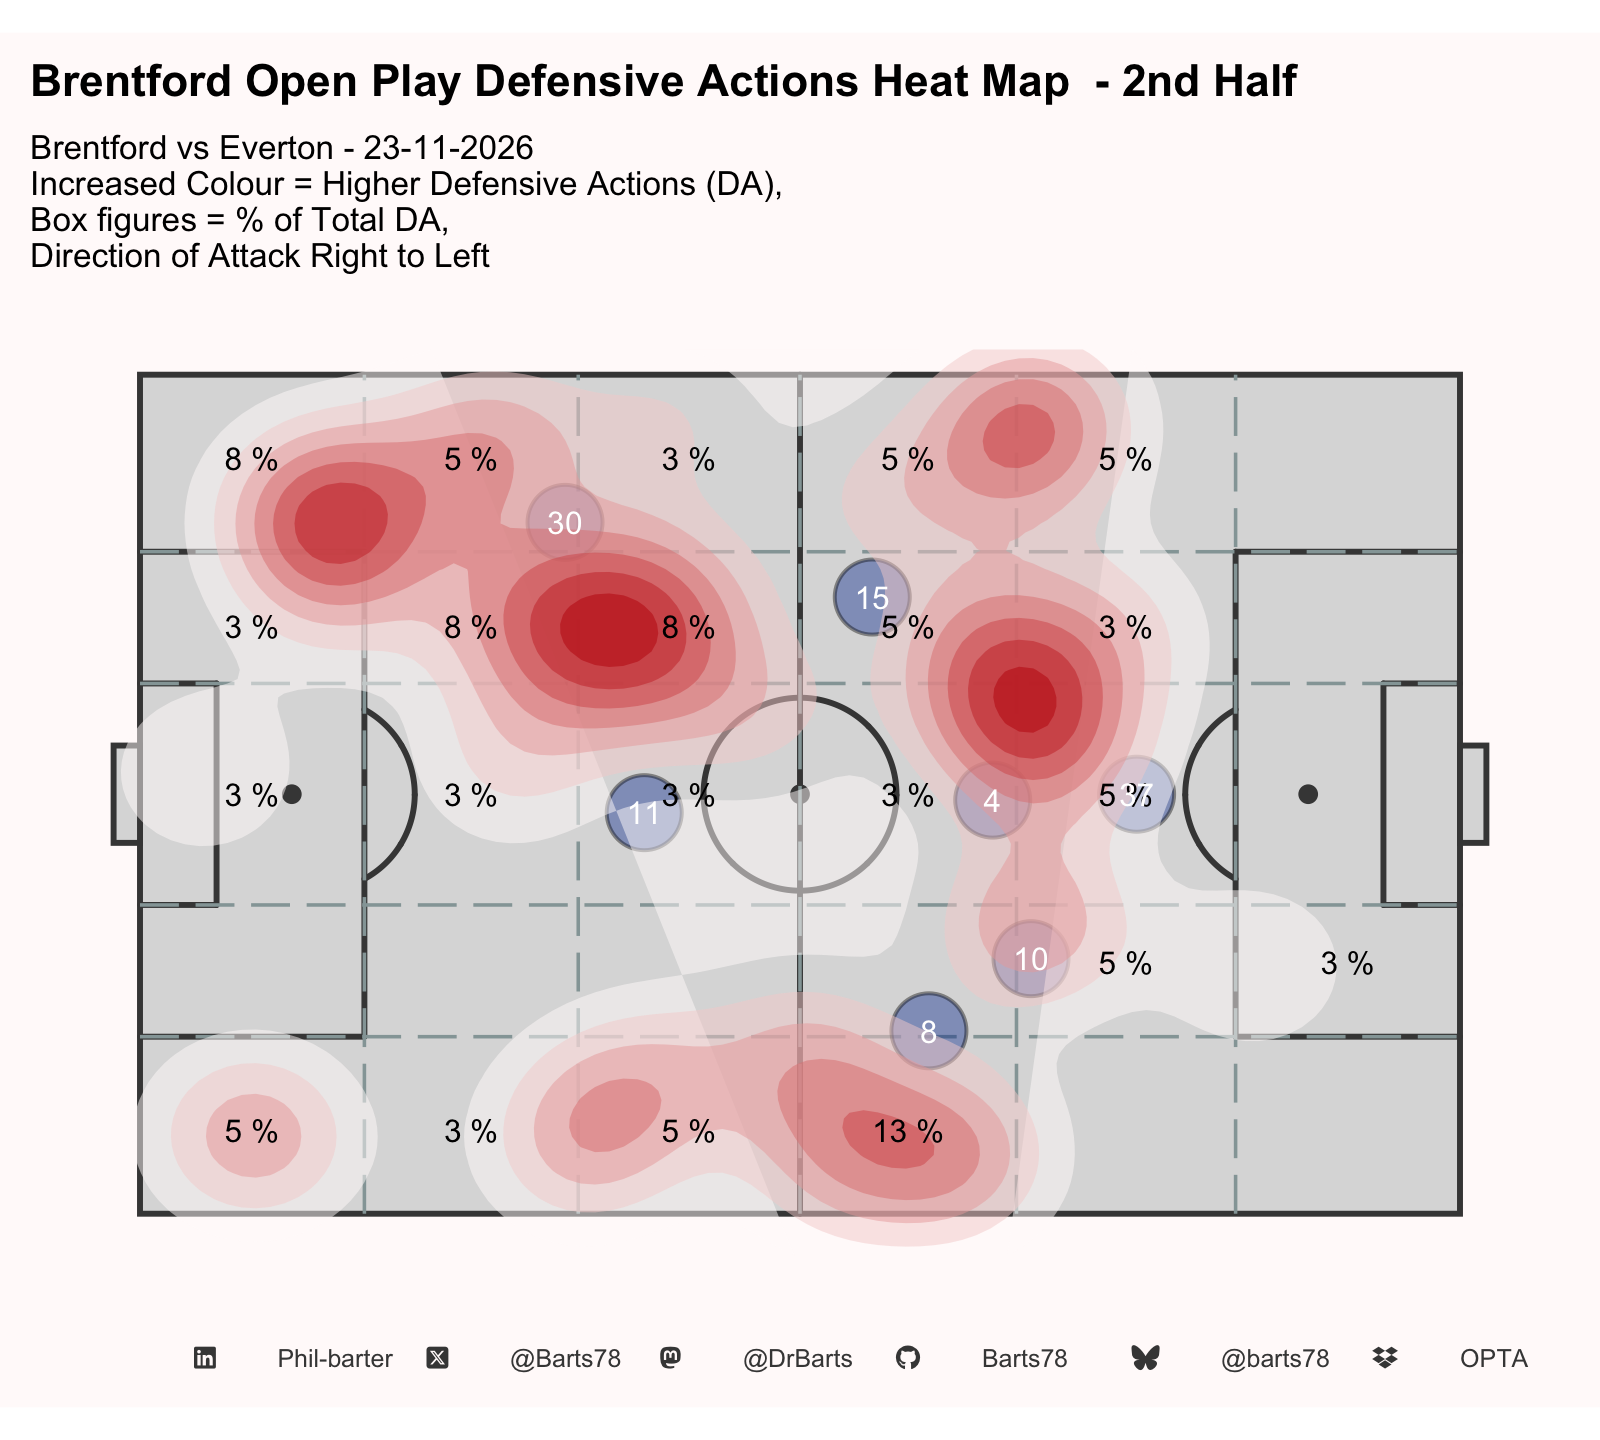 Brentford Open Play Defensive Actions Heat Map - 2nd Half
Brentford vs Everton - 23-11-2026
Increased Colour = Higher Defensive Actions (DA),
Box figures = % of Total DA,
Direction of Attack Right to Left
8 % 5 % 3 % 5 % 5 %
30
15
3 % 8 % 8 % 5 % 3 %
3 % 3 % 3 % 3 % 5 %
11 4 37
10
5 % 3 %
8
5 % 3 % 5 % 13 %
Phil-barter @Barts78 @DrBarts Barts78 @barts78 OPTA